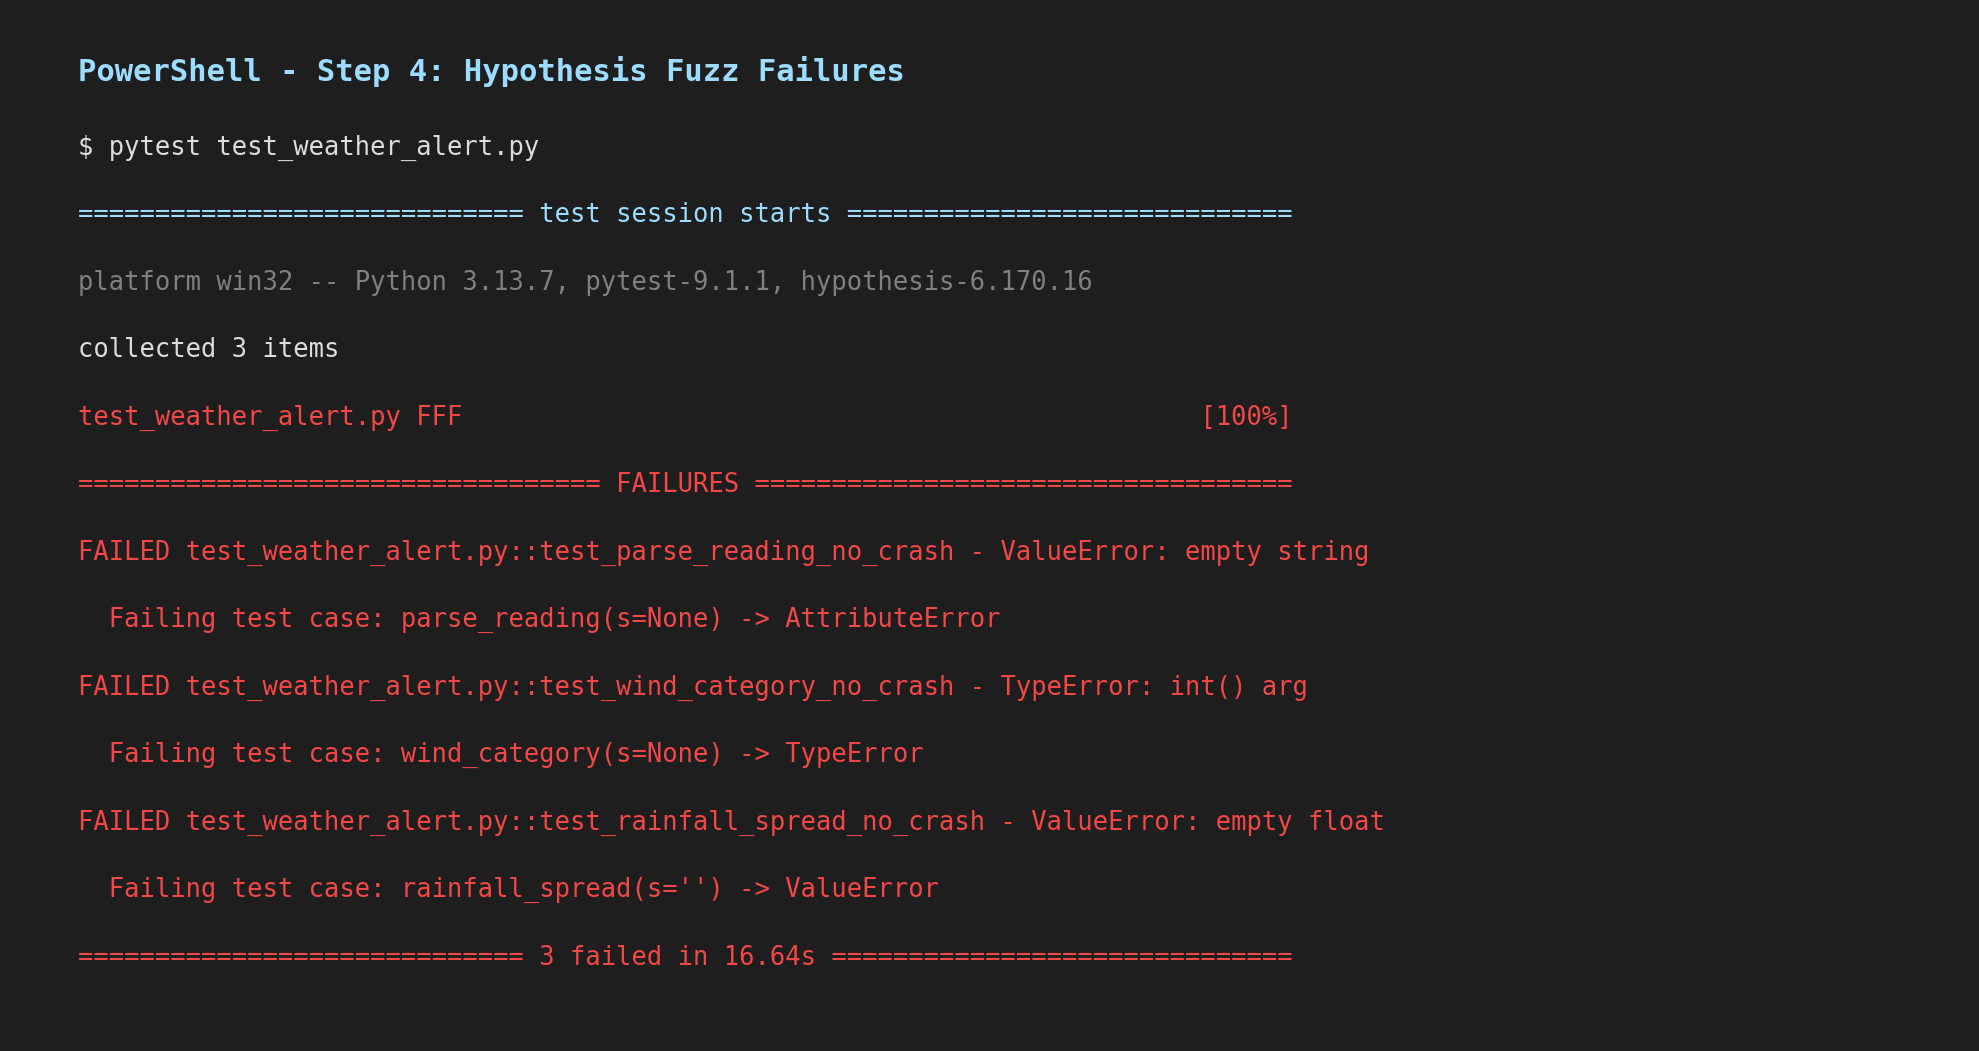 PowerShell - Step 4: Hypothesis Fuzz Failures
$ pytest test_weather_alert.py
============================= test session starts =============================
platform win32 -- Python 3.13.7, pytest-9.1.1, hypothesis-6.170.16
collected 3 items
test_weather_alert.py FFF                                                [100%]
================================== FAILURES ===================================
FAILED test_weather_alert.py::test_parse_reading_no_crash - ValueError: empty string
  Failing test case: parse_reading(s=None) -> AttributeError
FAILED test_weather_alert.py::test_wind_category_no_crash - TypeError: int() arg
  Failing test case: wind_category(s=None) -> TypeError
FAILED test_weather_alert.py::test_rainfall_spread_no_crash - ValueError: empty float
  Failing test case: rainfall_spread(s='') -> ValueError
============================= 3 failed in 16.64s ==============================